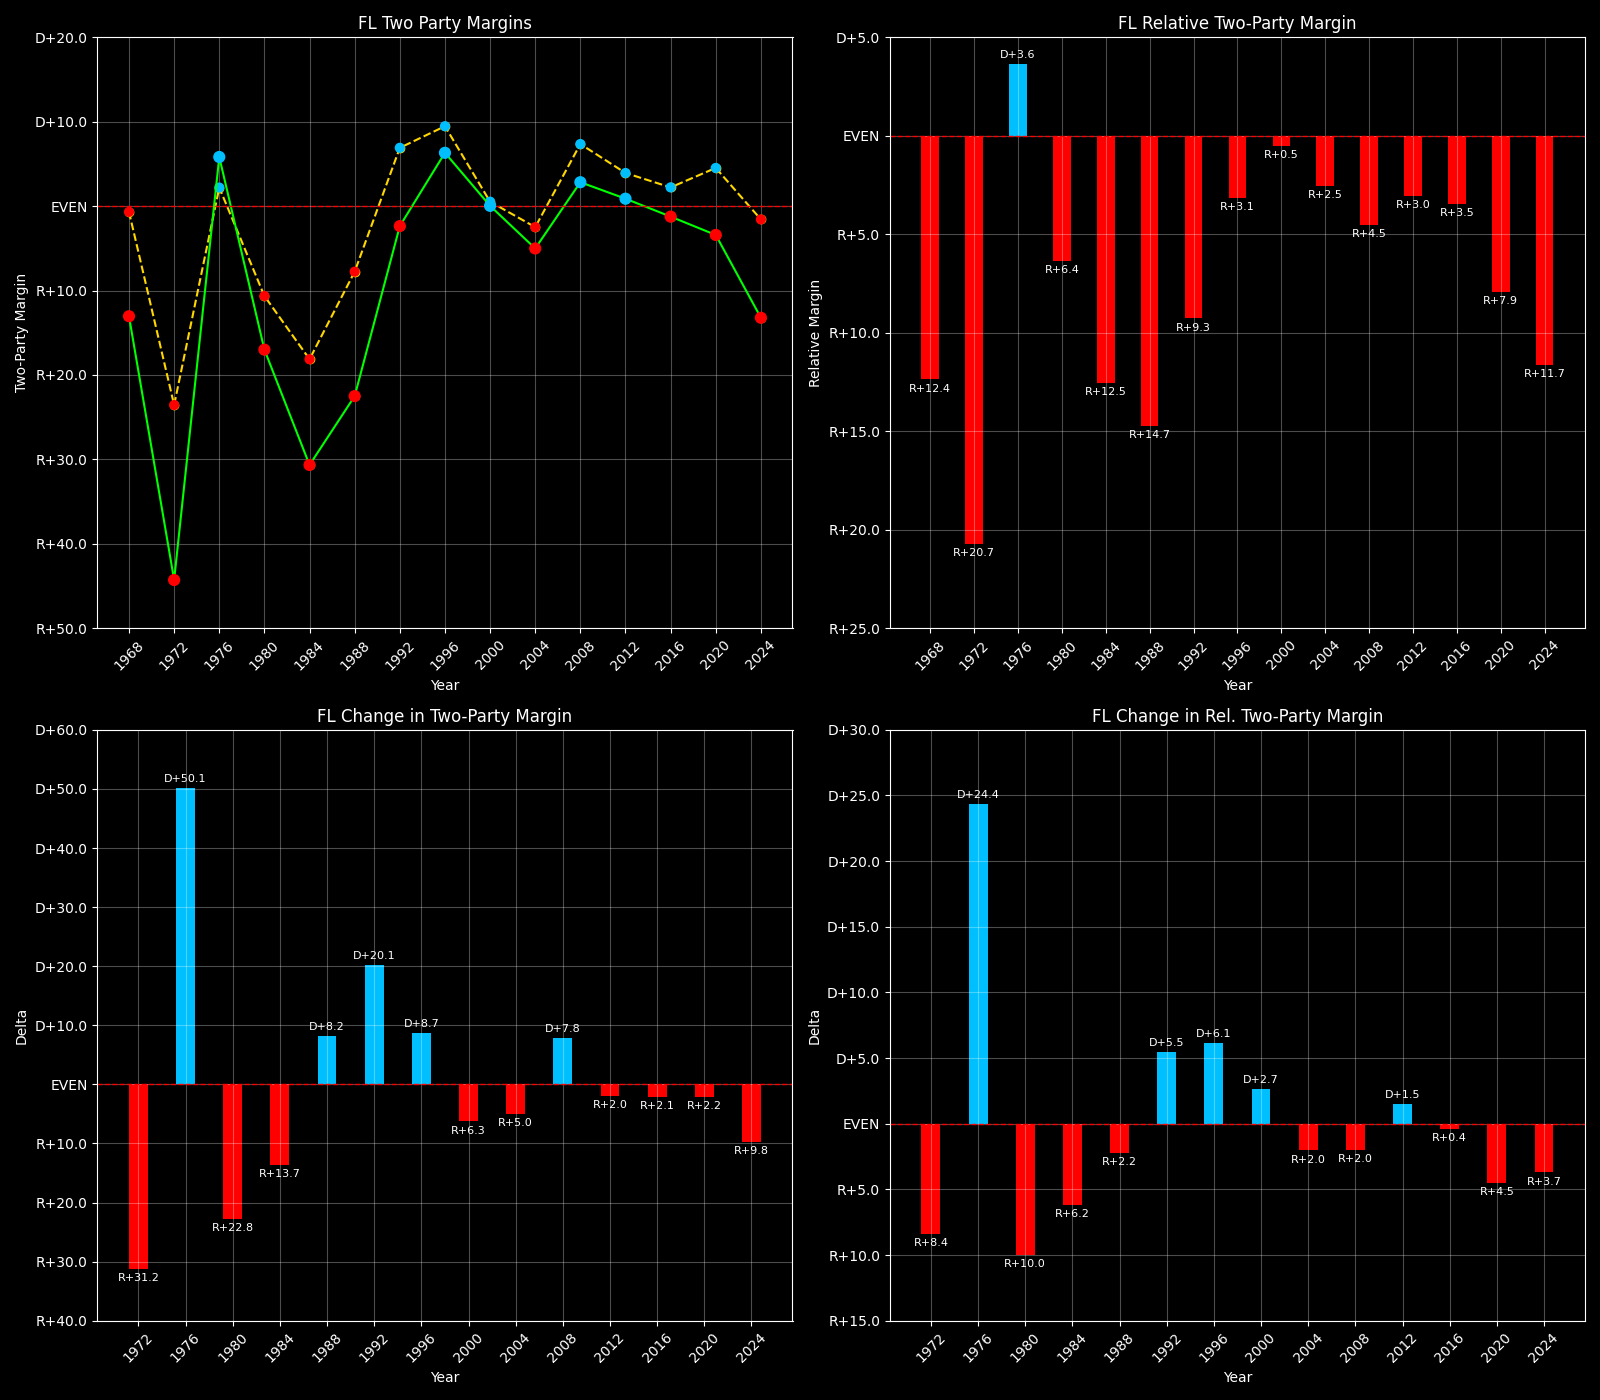 FL Two Party Margins
D+20.0
D+10.0
EVEN
R+10.0
R+20.0
R+30.0
R+40.0
R+50.0
Two-Party Margin
1968
1972
1976
1980
1984
1988
1992
1996
2000
2004
2008
2012
2016
2020
2024
Year
FL Relative Two-Party Margin
D+5.0
EVEN
R+5.0
R+10.0
R+15.0
R+20.0
R+25.0
Relative Margin
R+12.4
R+20.7
D+3.6
R+6.4
R+12.5
R+14.7
R+9.3
R+3.1
R+0.5
R+2.5
R+4.5
R+3.0
R+3.5
R+7.9
R+11.7
1968
1972
1976
1980
1984
1988
1992
1996
2000
2004
2008
2012
2016
2020
2024
Year
FL Change in Two-Party Margin
D+60.0
D+50.0
D+40.0
D+30.0
D+20.0
D+10.0
EVEN
R+10.0
R+20.0
R+30.0
R+40.0
Delta
R+31.2
D+50.1
R+22.8
R+13.7
D+8.2
D+20.1
D+8.7
R+6.3
R+5.0
D+7.8
R+2.0
R+2.1
R+2.2
R+9.8
1972
1976
1980
1984
1988
1992
1996
2000
2004
2008
2012
2016
2020
2024
Year
FL Change in Rel. Two-Party Margin
D+30.0
D+25.0
D+20.0
D+15.0
D+10.0
D+5.0
EVEN
R+5.0
R+10.0
R+15.0
Delta
R+8.4
D+24.4
R+10.0
R+6.2
R+2.2
D+5.5
D+6.1
D+2.7
R+2.0
R+2.0
D+1.5
R+0.4
R+4.5
R+3.7
1972
1976
1980
1984
1988
1992
1996
2000
2004
2008
2012
2016
2020
2024
Year